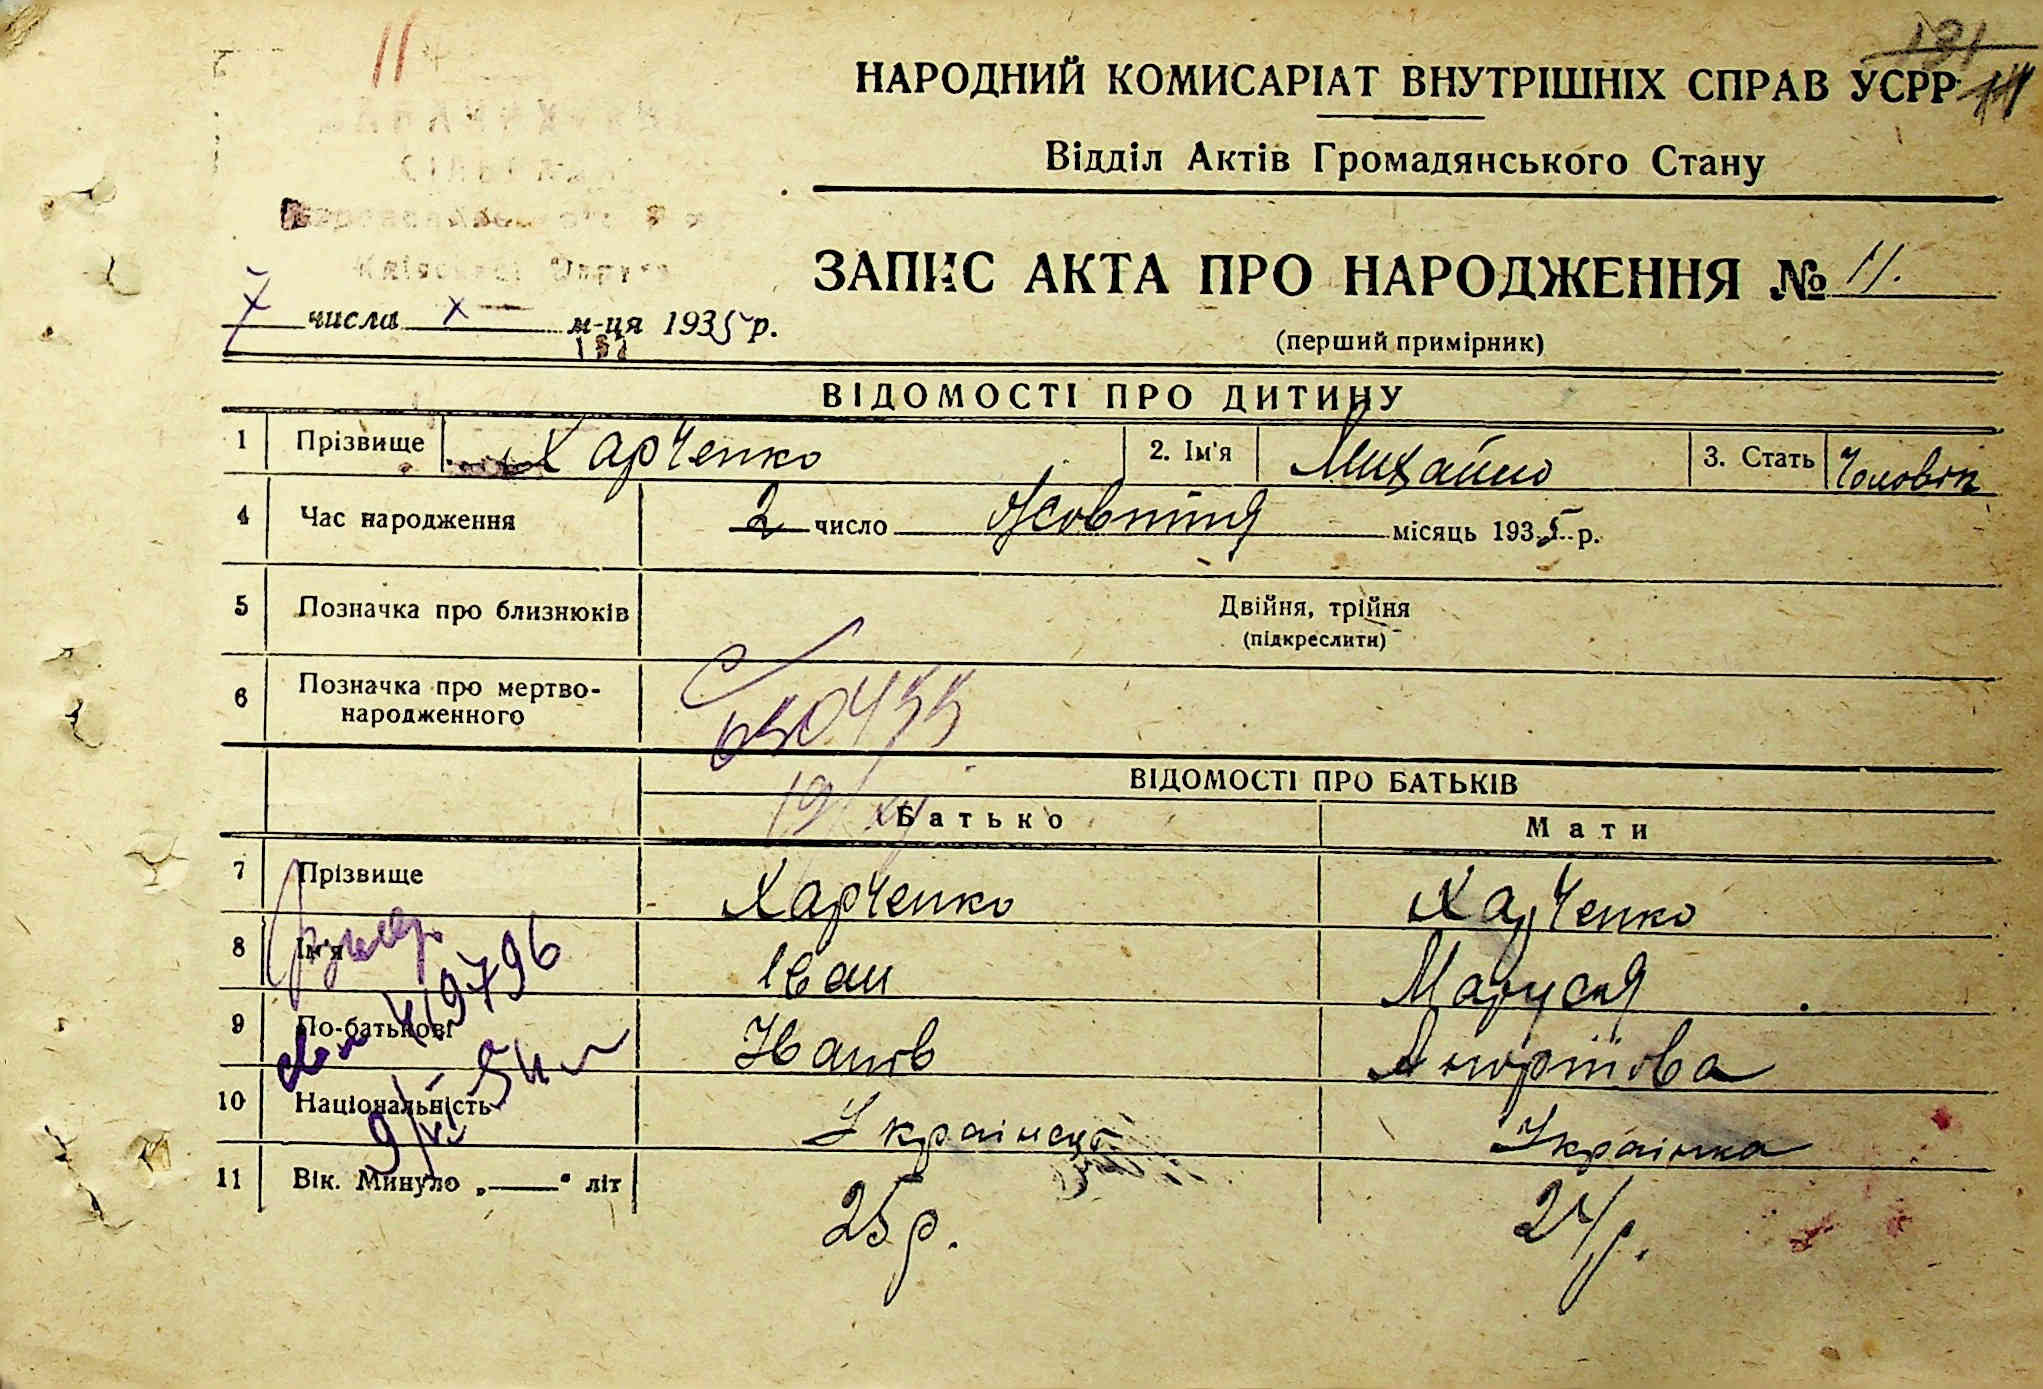 11
131
НАРОДНИЙ КОМИСАРІАТ ВНУТРІШНІХ СПРАВ УСРР
Відділ Актів Громадянського Стану
ЗАПИС АКТА ПРО НАРОДЖЕННЯ № 11.
7 числа X м-ця 1935 р.
(перший примірник)
ВІДОМОСТІ ПРО ДИТИНУ
1 Прізвище Харченко 2. Ім'я Михайло 3. Стать Чоловік
4 Час народження 2 число Жовтня місяць 1935 р.
5 Позначка про близнюків Двійня, трійня
(підкреслити)
6 Позначка про мертво-
народженного
ВІДОМОСТІ ПРО БАТЬКІВ
Батько Мати
7 Прізвище Харченко Харченко
8 Ім'я Іван Маруся
9 По-батькові Іванов
10 Національність Українець Українка
11 Вік. Минуло „——“ літ 25 р. 24 р.